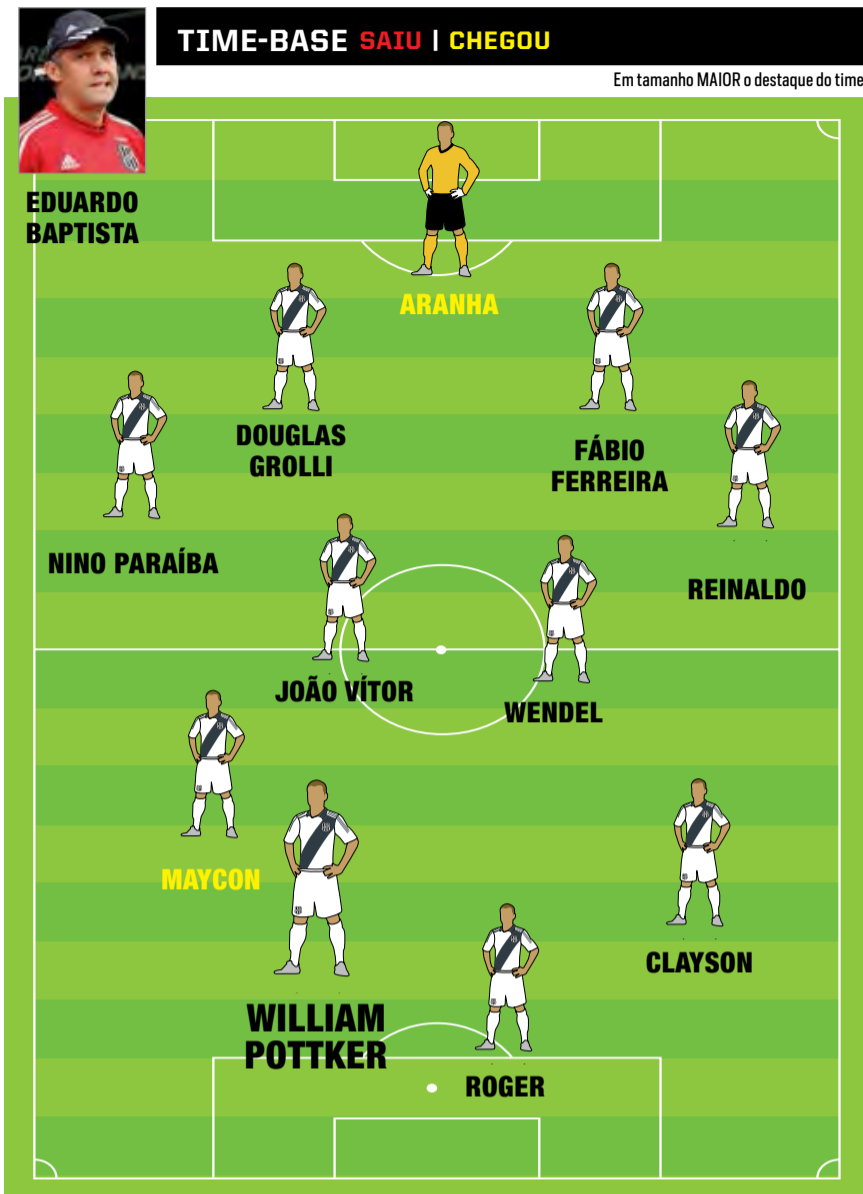 TIME-BASE SAIU | CHEGOU
Em tamanho MAIOR o destaque do time
EDUARDO
BAPTISTA
ARANHA
DOUGLAS
GROLLI
FÁBIO
FERREIRA
NINO PARAÍBA
REINALDO
JOÃO VÍTOR
WENDEL
MAYCON
CLAYSON
WILLIAM
POTTKER
ROGER